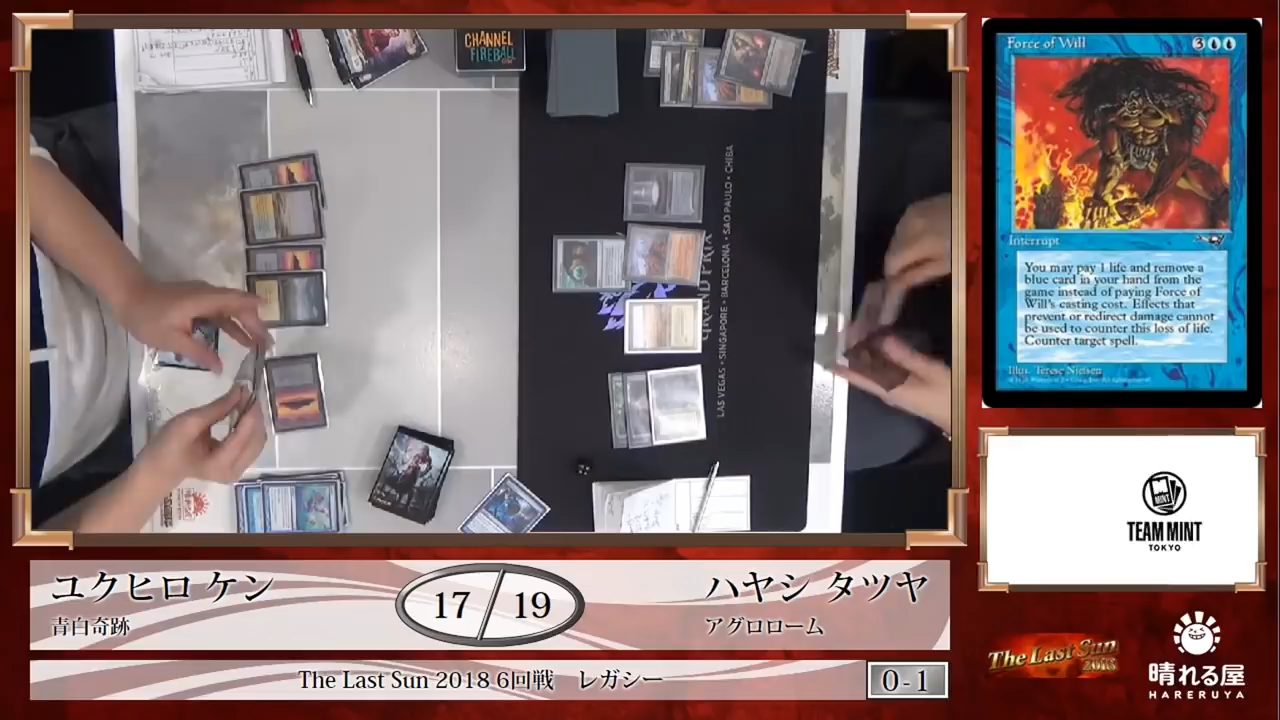 CHANNEL
FIREBALL
GRAND PRIX
LAS VEGAS • SINGAPORE • BARCELONA • SAO PAULO • CHIBA
Force of Will
3
Interrupt
You may pay 1 life and remove a
blue card in your hand from the
game instead of paying Force of
Will's casting cost. Effects that
prevent or redirect damage cannot
be used to counter this loss of life.
Counter target spell.
Illus. Terese Nielsen
MINT
TEAM MINT
TOKYO
ユクヒロ ケン
青白奇跡
17 / 19
ハヤシ タツヤ
アグロローム
The Last Sun 2018 6回戦 レガシー
0-1
The Last Sun
2018
晴れる屋
HARERUYA